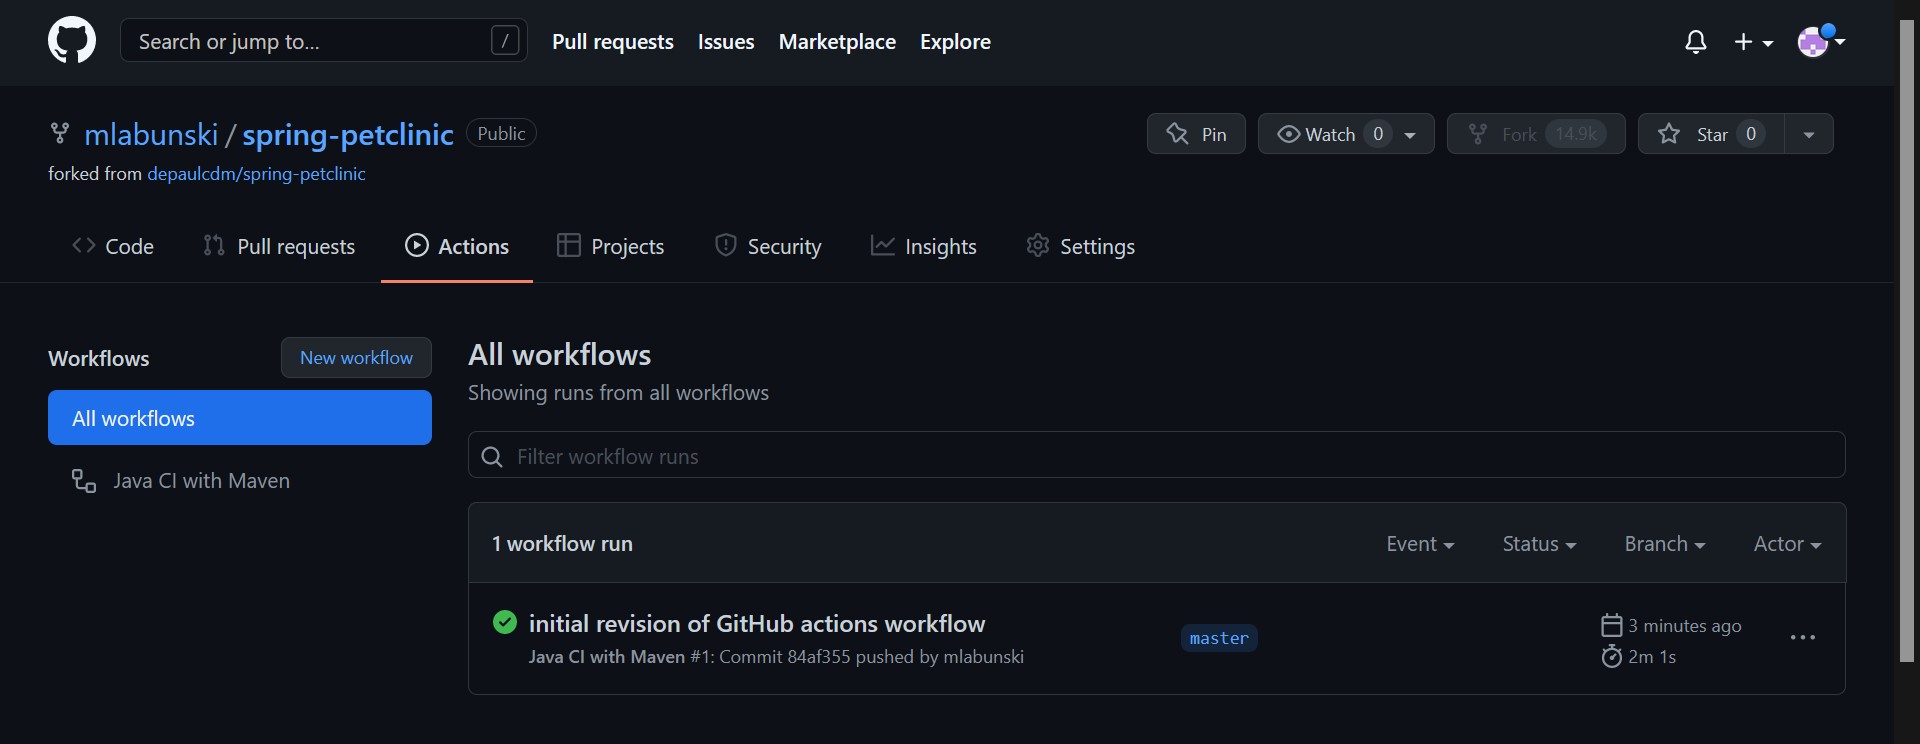 Search or jump to... / Pull requests Issues Marketplace Explore
mlabunski / spring-petclinic Public Pin Watch 0 Fork 14.9k Star 0
forked from depaulcdm/spring-petclinic
Code Pull requests Actions Projects Security Insights Settings
Workflows New workflow
All workflows
Java CI with Maven
All workflows
Showing runs from all workflows
Filter workflow runs
1 workflow run Event Status Branch Actor
initial revision of GitHub actions workflow
Java CI with Maven #1: Commit 84af355 pushed by mlabunski
master
3 minutes ago
2m 1s